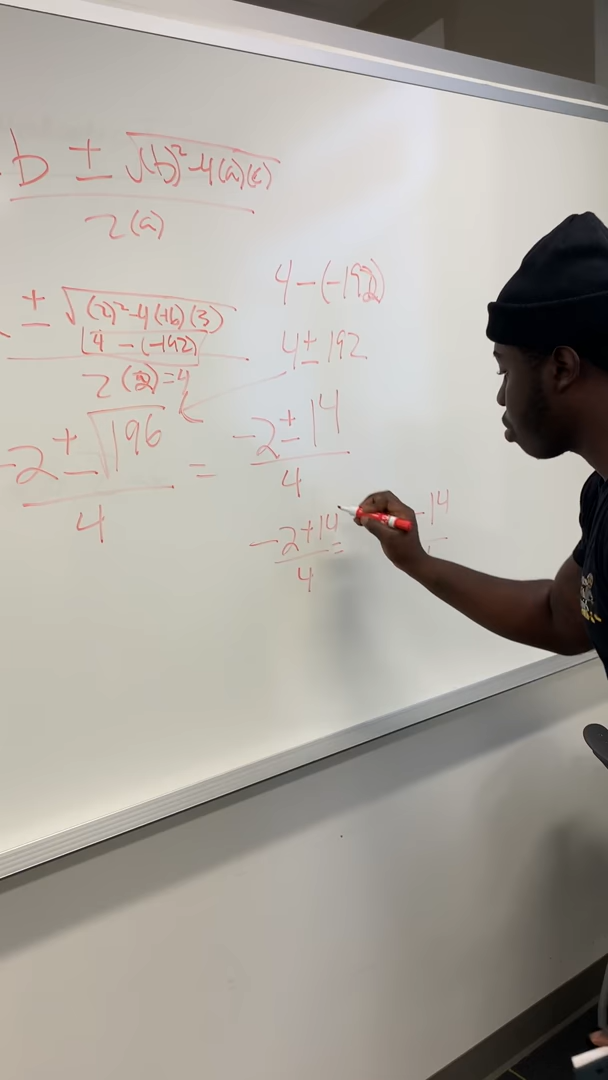 b ± √(b)²-4(a)(c)
2(a)
± √(2)²-4(-16)(3)
4-(-192)
2(2)=4
4-(-192)
4±192
-2±√196 = -2±14
4 4
-2+14 = -14
4